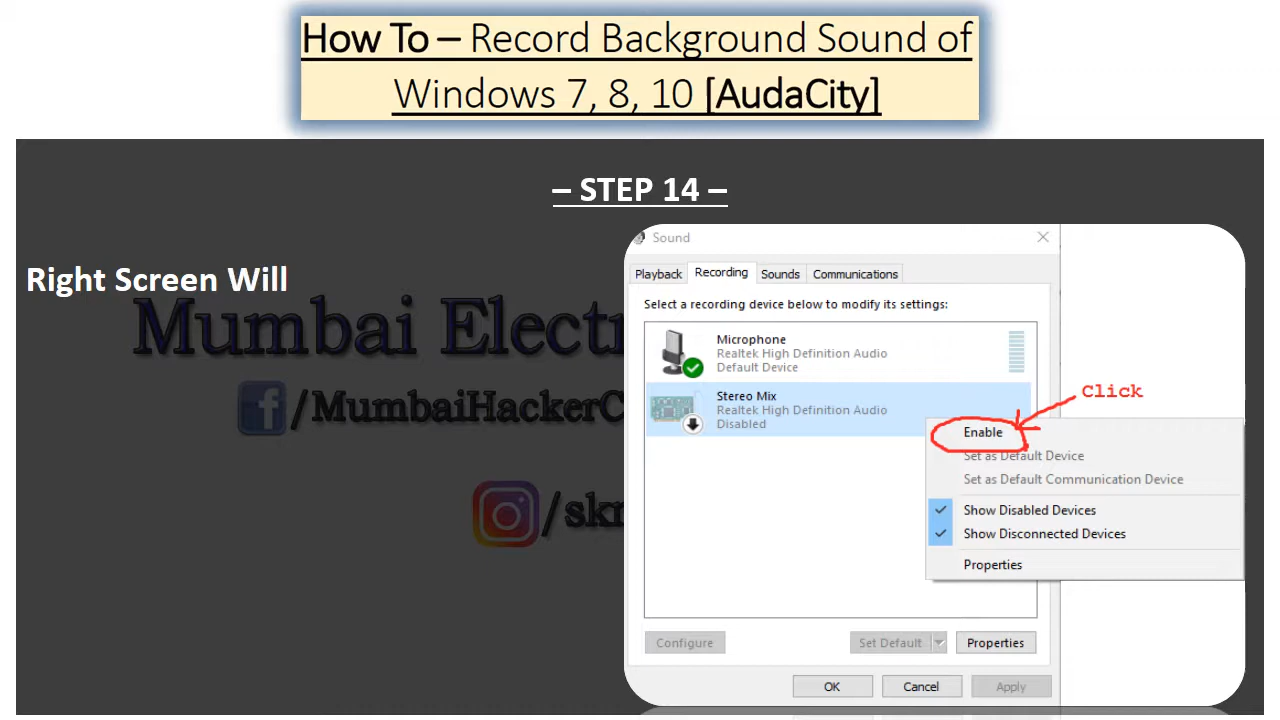 How To – Record Background Sound of
Windows 7, 8, 10 [AudaCity]
– STEP 14 –
Right Screen Will
Mumbai Electr
/MumbaiHackerC
Sound
Playback Recording Sounds Communications
Select a recording device below to modify its settings:
Microphone
Realtek High Definition Audio
Default Device
Stereo Mix
Realtek High Definition Audio
Disabled
Click
Enable
Set as Default Device
Set as Default Communication Device
Show Disabled Devices
Show Disconnected Devices
Properties
Configure Set Default Properties
OK Cancel Apply